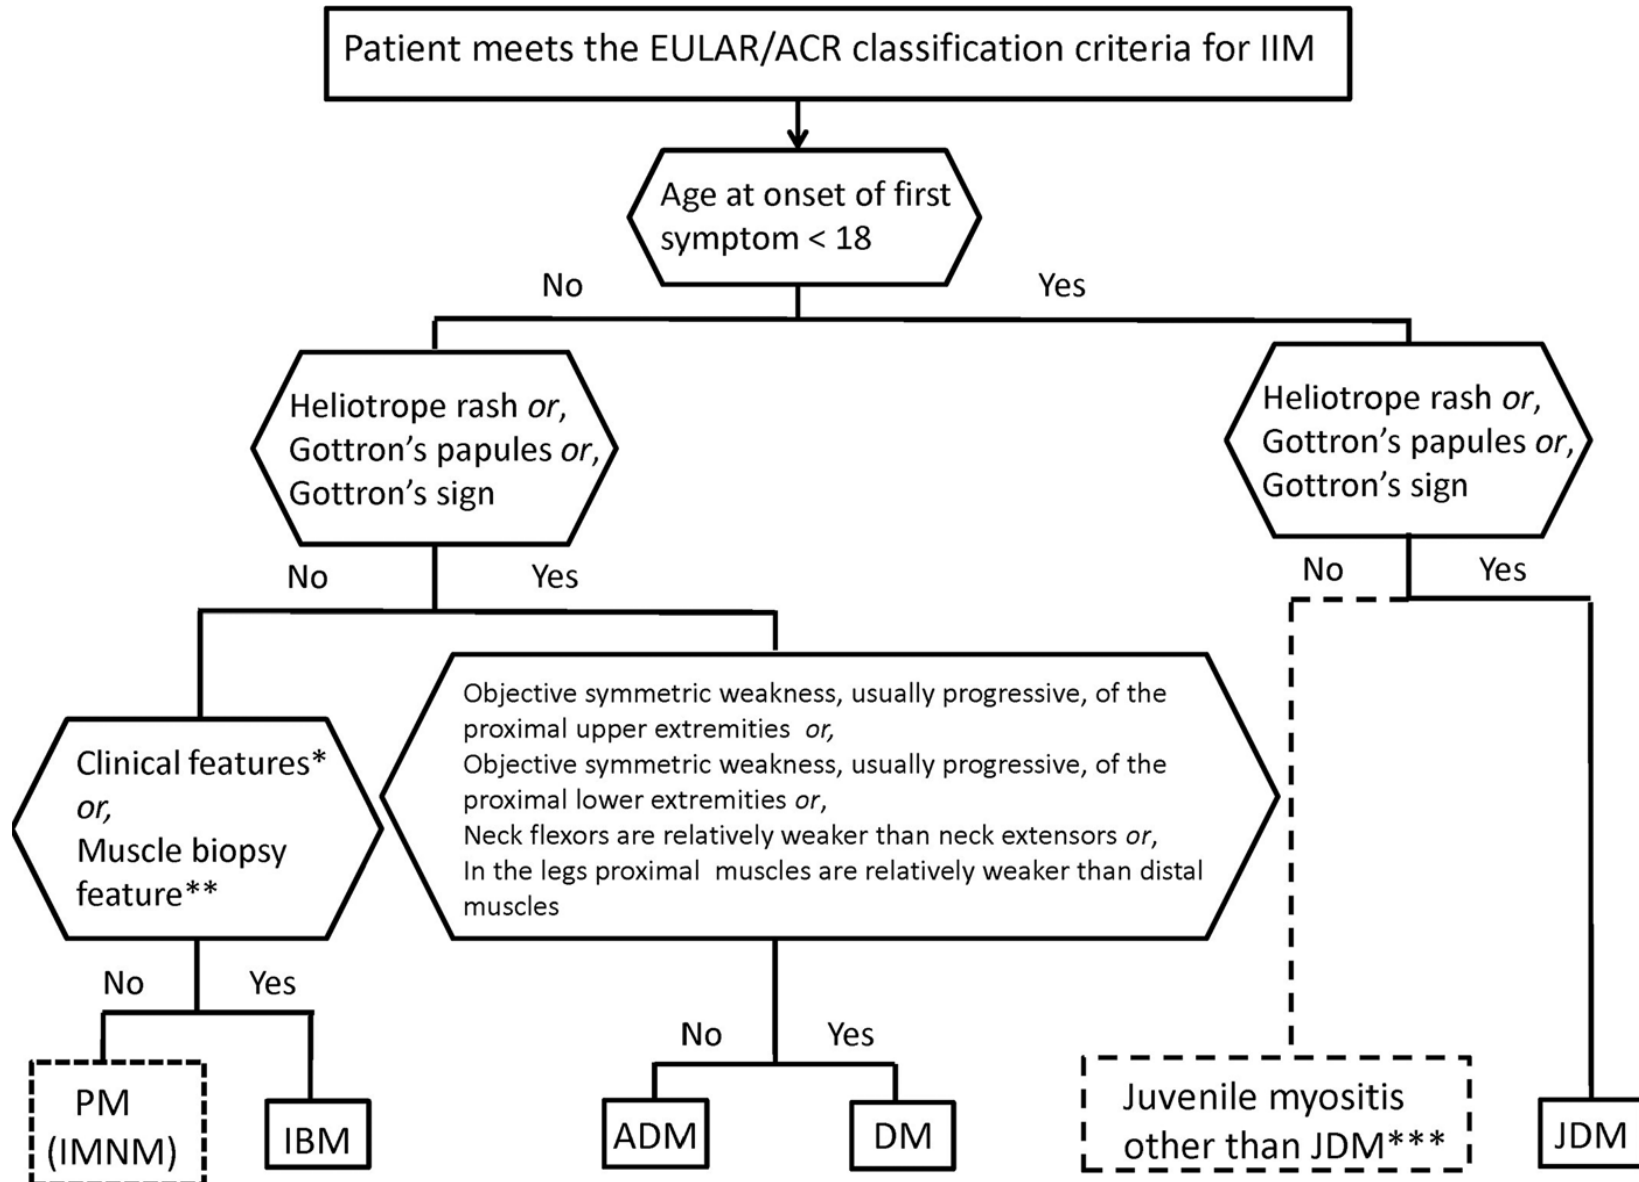 Patient meets the EULAR/ACR classification criteria for IIM
Age at onset of first
symptom < 18
No
Yes
Heliotrope rash or,
Gottron's papules or,
Gottron's sign
Heliotrope rash or,
Gottron's papules or,
Gottron's sign
No
Yes
No
Yes
Clinical features*
or,
Muscle biopsy
feature**
Objective symmetric weakness, usually progressive, of the
proximal upper extremities or,
Objective symmetric weakness, usually progressive, of the
proximal lower extremities or,
Neck flexors are relatively weaker than neck extensors or,
In the legs proximal muscles are relatively weaker than distal
muscles
No
Yes
No
Yes
PM
(IMNM)
IBM
ADM
DM
Juvenile myositis
other than JDM***
JDM